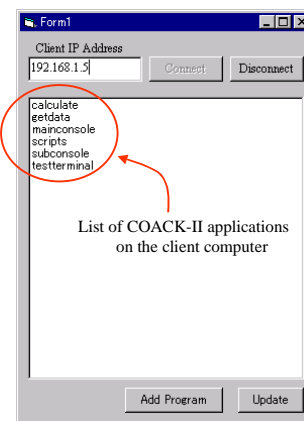 Form1
Client IP Address
192.168.1.5
Connect
Disconnect
calculate
getdata
mainconsole
scripts
subconsole
testterminal
List of COACK-II applications
on the client computer
Add Program
Update